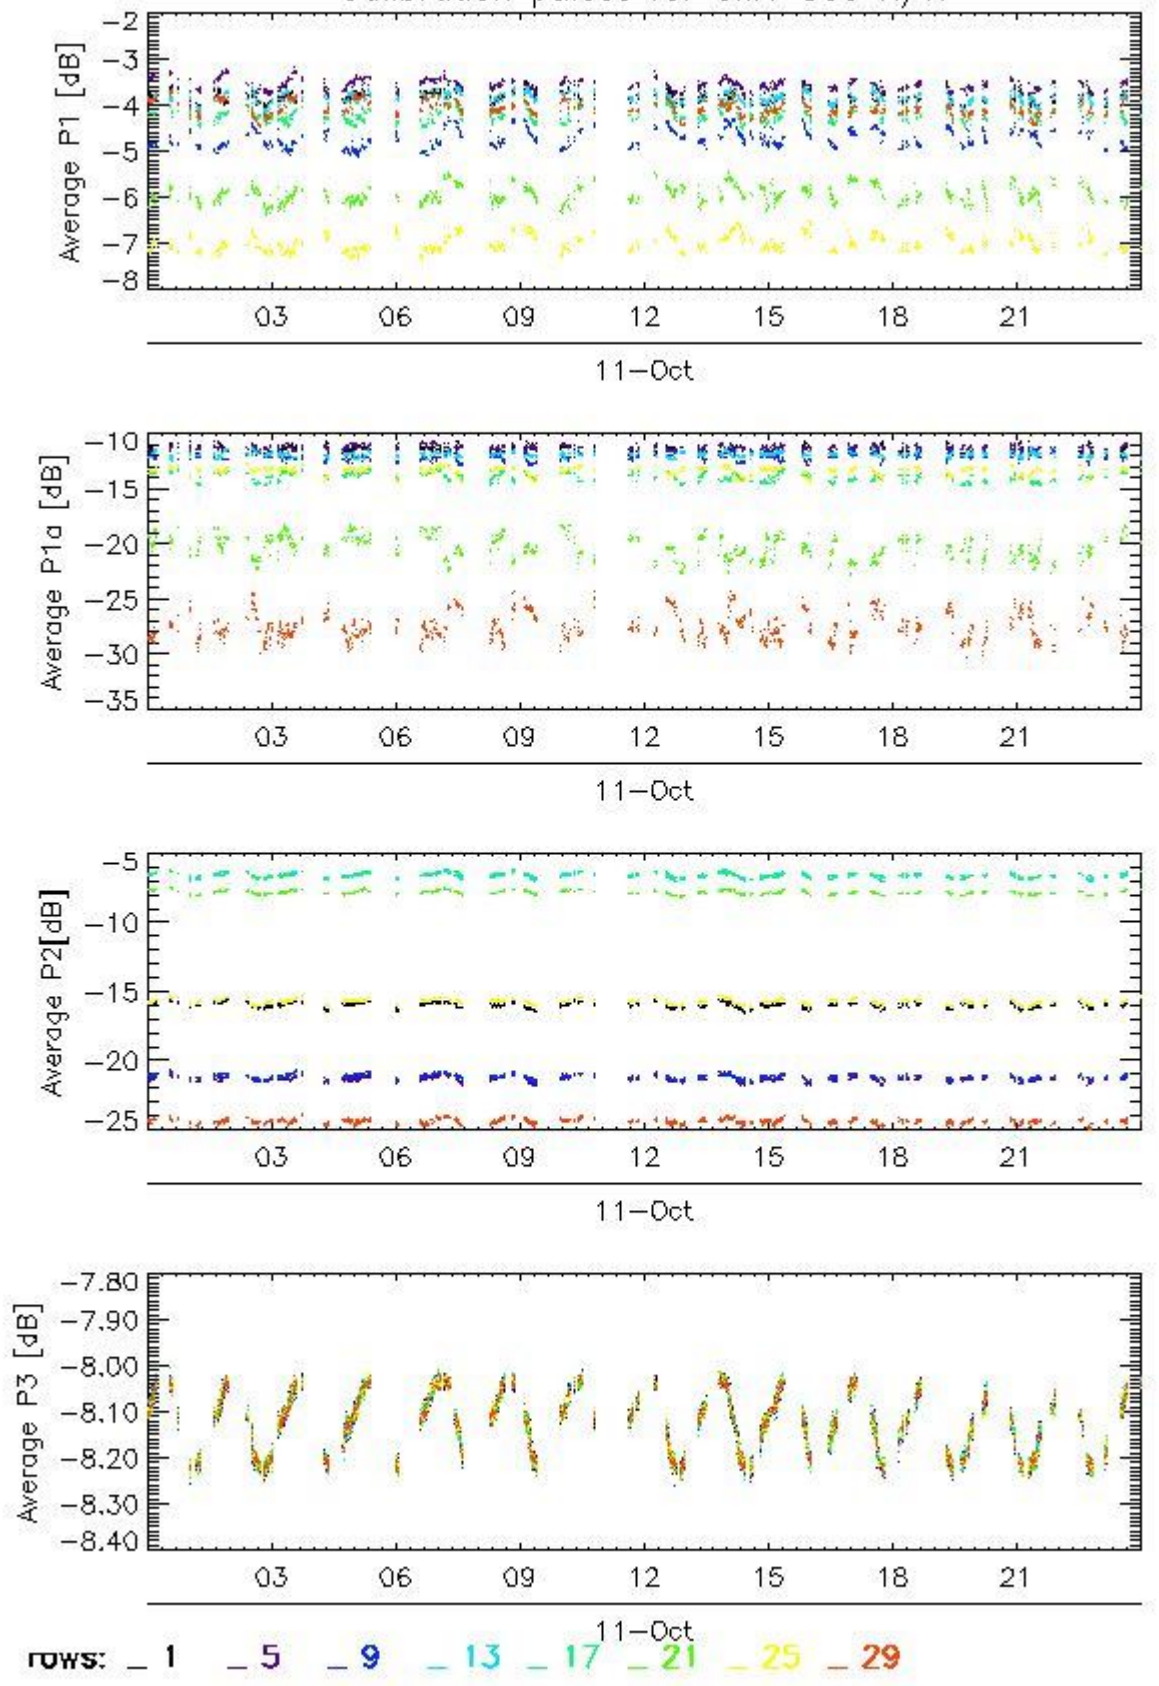 Average P1 [dB]
-2
-3
-4
-5
-6
-7
-8
03 06 09 12 15 18 21
11-Oct
Average P1a [dB]
-10
-15
-20
-25
-30
-35
03 06 09 12 15 18 21
11-Oct
Average P2[dB]
-5
-10
-15
-20
-25
03 06 09 12 15 18 21
11-Oct
Average P3 [dB]
-7.80
-7.90
-8.00
-8.10
-8.20
-8.30
-8.40
03 06 09 12 15 18 21
11-Oct
rows: _ 1 _ 5 _ 9 _ 13 _ 17 _ 21 _ 25 _ 29